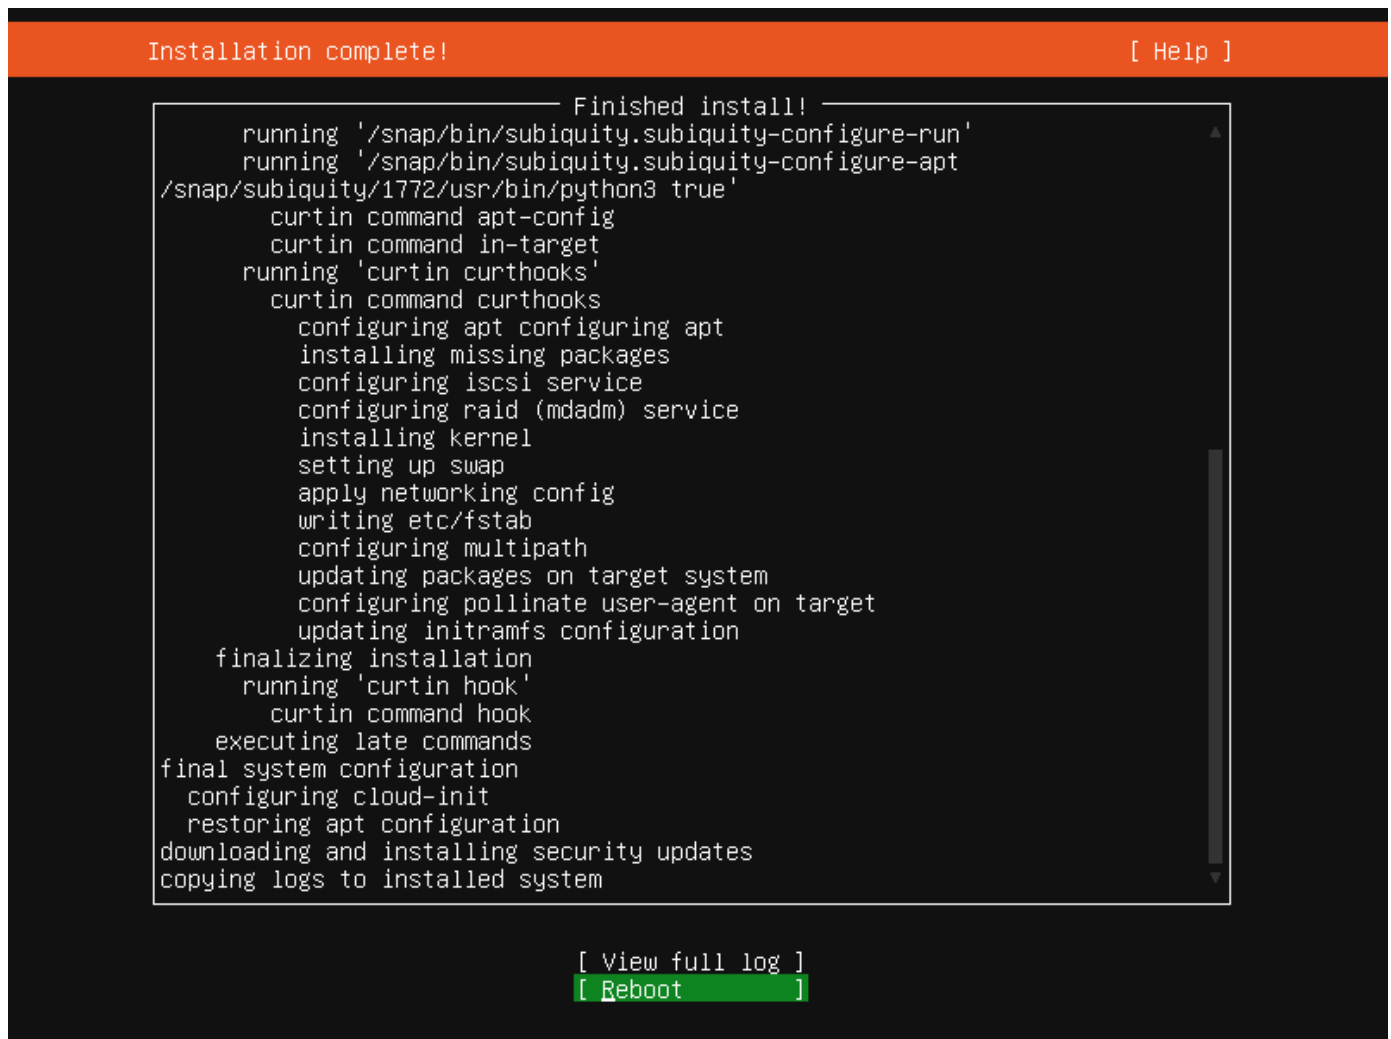 Installation complete! [ Help ]
Finished install!
running '/snap/bin/subiquity.subiquity-configure-run'
running '/snap/bin/subiquity.subiquity-configure-apt
/snap/subiquity/1772/usr/bin/python3 true'
curtin command apt-config
curtin command in-target
running 'curtin curthooks'
curtin command curthooks
configuring apt configuring apt
installing missing packages
configuring iscsi service
configuring raid (mdadm) service
installing kernel
setting up swap
apply networking config
writing etc/fstab
configuring multipath
updating packages on target system
configuring pollinate user-agent on target
updating initramfs configuration
finalizing installation
running 'curtin hook'
curtin command hook
executing late commands
final system configuration
configuring cloud-init
restoring apt configuration
downloading and installing security updates
copying logs to installed system
[ View full log ]
[ Reboot ]